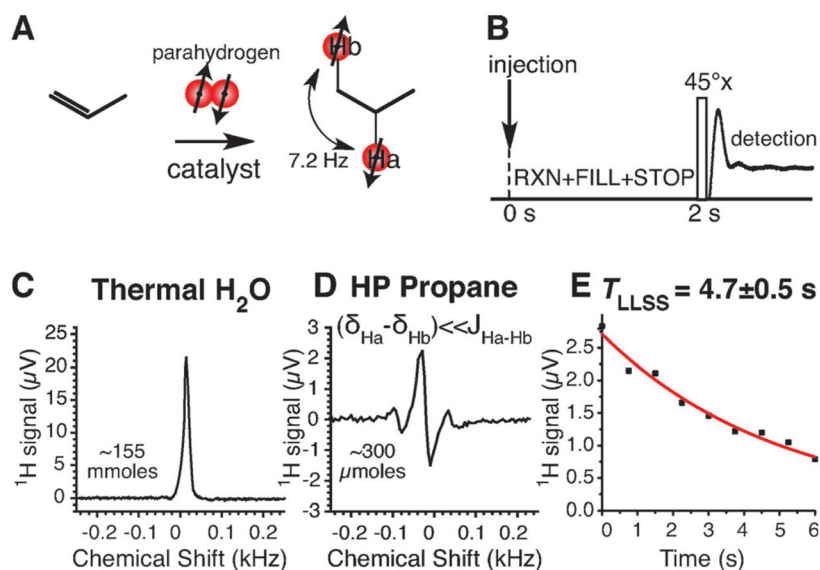 A
parahydrogen
catalyst
Hb
7.2 Hz
Ha
B
injection
45°x
detection
RXN+FILL+STOP
0 s
2 s
C Thermal H₂O
¹H signal (µV)
25
20
15
10
5
0
~155
mmoles
-0.2 -0.1 0 0.1 0.2
Chemical Shift (kHz)
D HP Propane
(δHa-δHb)<<JHa-Hb
¹H signal (µV)
3
2
1
0
-1
-2
-3
~300
µmoles
-0.2 -0.1 0 0.1 0.2
Chemical Shift (kHz)
E TLLSS = 4.7±0.5 s
¹H signal (µV)
2.5
2.0
1.5
1.0
0.5
0.0
0 1 2 3 4 5 6
Time (s)